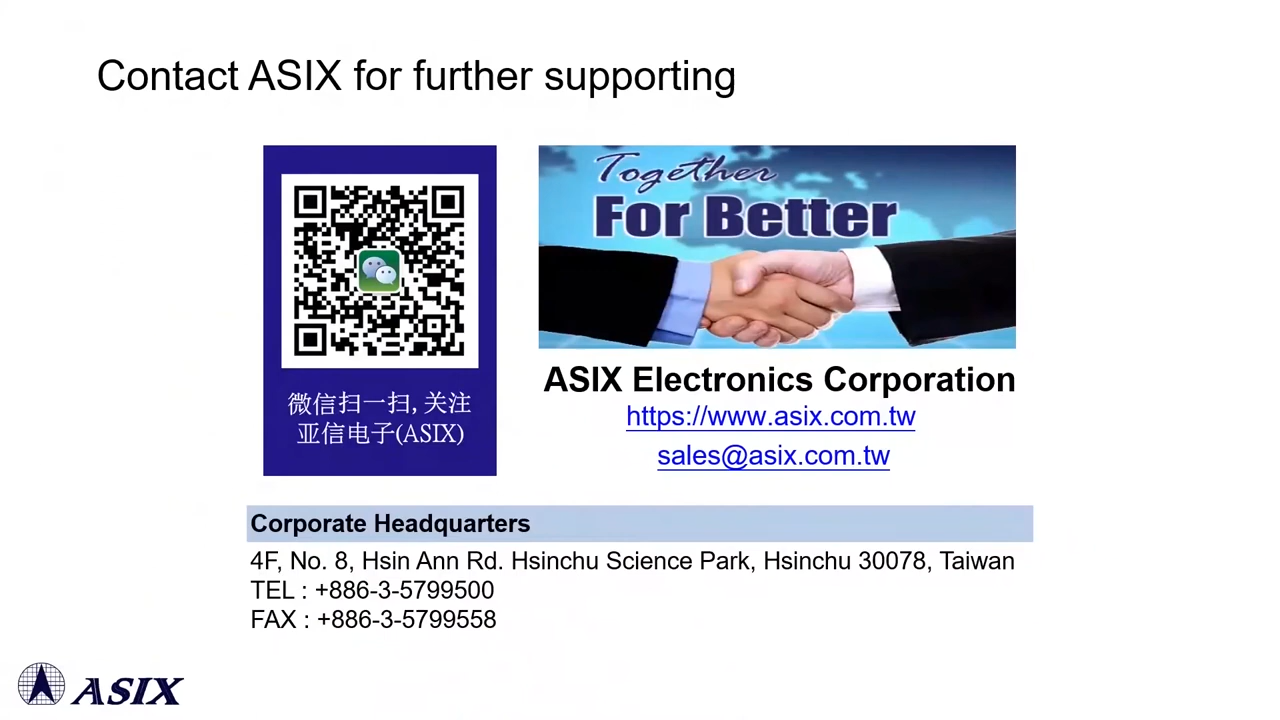 Contact ASIX for further supporting
微信扫一扫,关注
亚信电子(ASIX)
Together
For Better
ASIX Electronics Corporation
https://www.asix.com.tw
sales@asix.com.tw
Corporate Headquarters
4F, No. 8, Hsin Ann Rd. Hsinchu Science Park, Hsinchu 30078, Taiwan
TEL : +886-3-5799500
FAX : +886-3-5799558
ASIX